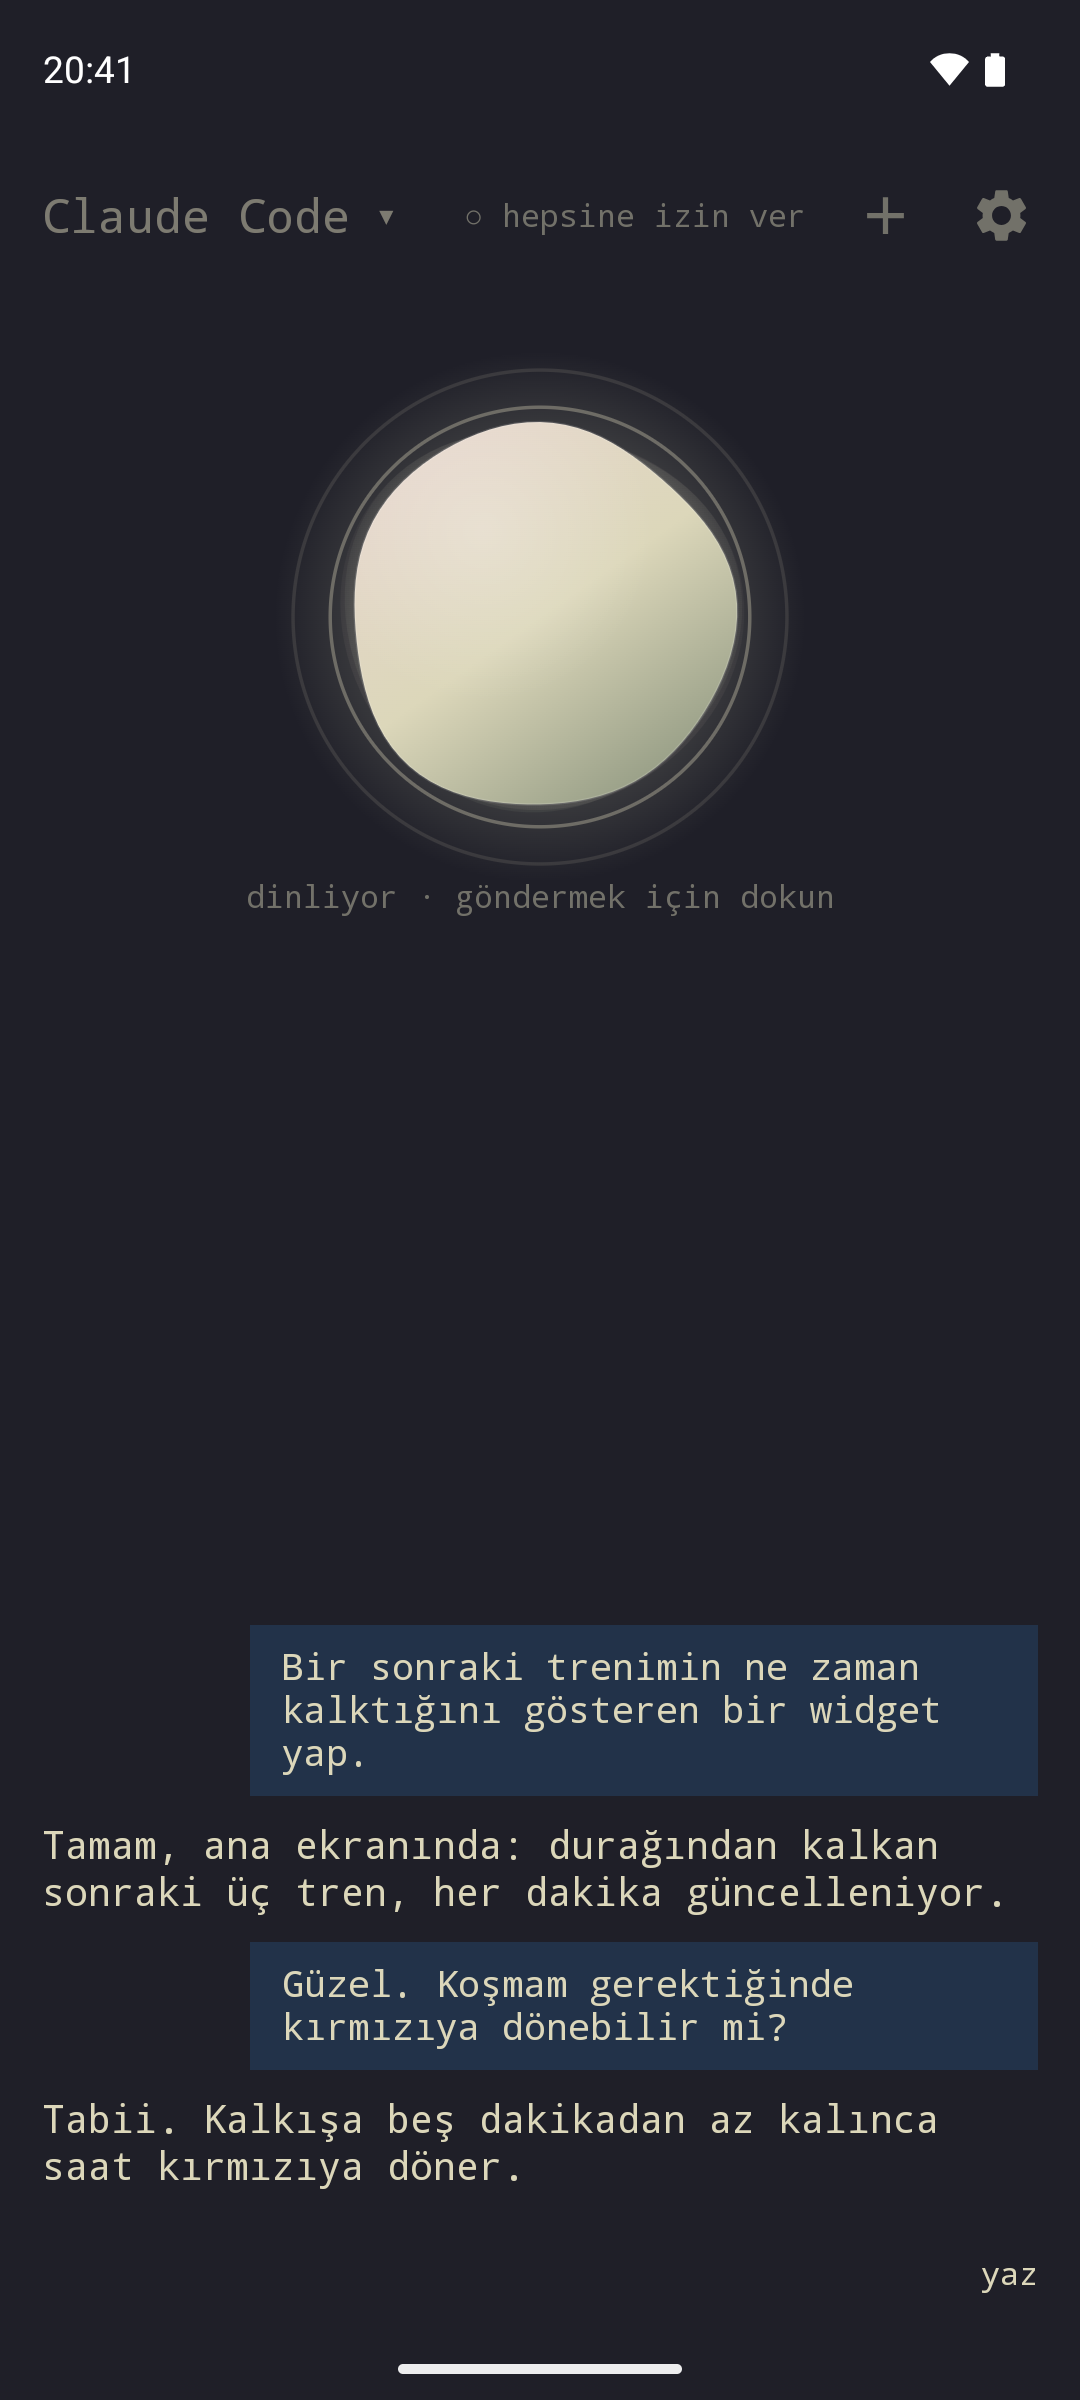 20:41
Claude Code ▼ ○ hepsine izin ver
dinliyor · göndermek için dokun
Bir sonraki trenimin ne zaman
kalktığını gösteren bir widget
yap.
Tamam, ana ekranında: durağından kalkan
sonraki üç tren, her dakika güncelleniyor.
Güzel. Koşmam gerektiğinde
kırmızıya dönebilir mi?
Tabii. Kalkışa beş dakikadan az kalınca
saat kırmızıya döner.
yaz